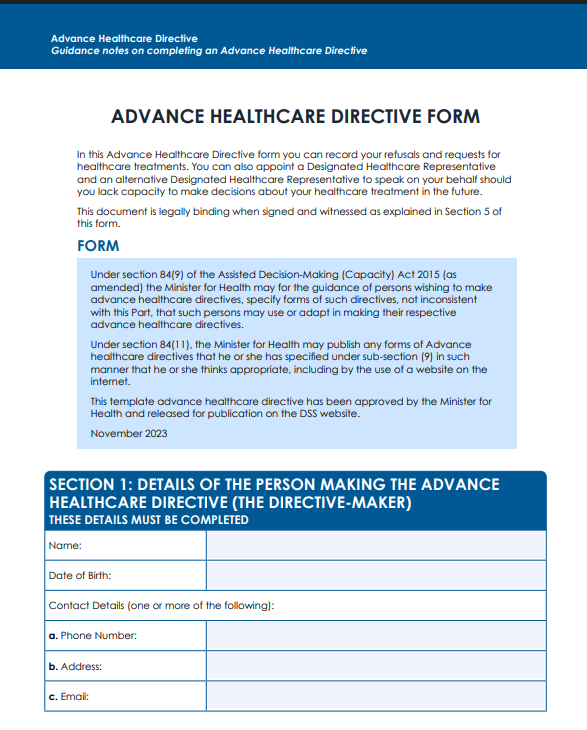 Advance Healthcare Directive
Guidance notes on completing an Advance Healthcare Directive
ADVANCE HEALTHCARE DIRECTIVE FORM
In this Advance Healthcare Directive form you can record your refusals and requests for
healthcare treatments. You can also appoint a Designated Healthcare Representative
and an alternative Designated Healthcare Representative to speak on your behalf should
you lack capacity to make decisions about your healthcare treatment in the future.
This document is legally binding when signed and witnessed as explained in Section 5 of
this form.
FORM
Under section 84(9) of the Assisted Decision-Making (Capacity) Act 2015 (as
amended) the Minister for Health may for the guidance of persons wishing to make
advance healthcare directives, specify forms of such directives, not inconsistent
with this Part, that such persons may use or adapt in making their respective
advance healthcare directives.
Under section 84(11), the Minister for Health may publish any forms of Advance
healthcare directives that he or she has specified under sub-section (9) in such
manner that he or she thinks appropriate, including by the use of a website on the
internet.
This template advance healthcare directive has been approved by the Minister for
Health and released for publication on the DSS website.
November 2023
SECTION 1: DETAILS OF THE PERSON MAKING THE ADVANCE
HEALTHCARE DIRECTIVE (THE DIRECTIVE-MAKER)
THESE DETAILS MUST BE COMPLETED
Name:
Date of Birth:
Contact Details (one or more of the following):
a. Phone Number:
b. Address:
c. Email: